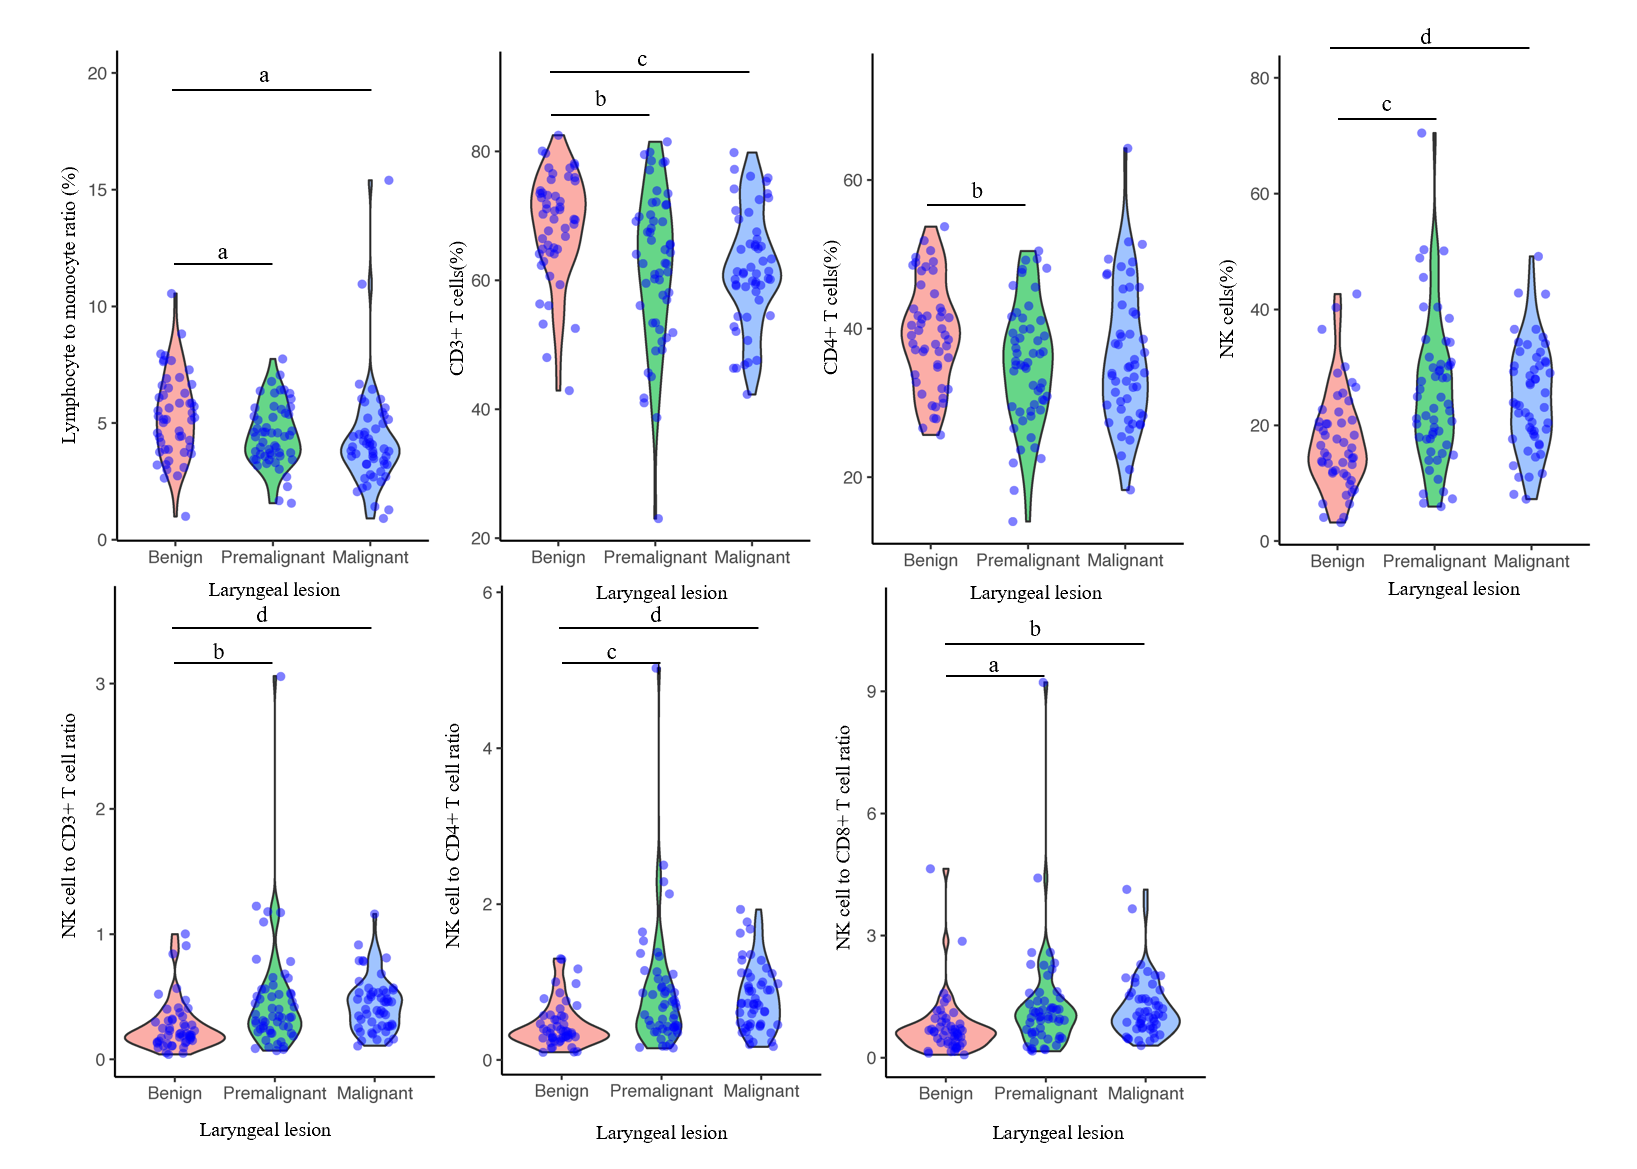 Lymphocyte to monocyte ratio (%)
20
15
10
5
0
a
a
Benign Premalignant Malignant
Laryngeal lesion
CD3+ T cells(%)
80
60
40
20
c
b
Benign Premalignant Malignant
Laryngeal lesion
CD4+ T cells(%)
60
40
20
b
Benign Premalignant Malignant
Laryngeal lesion
NK cells(%)
80
60
40
20
0
d
c
Benign Premalignant Malignant
Laryngeal lesion
NK cell to CD3+ T cell ratio
3
2
1
0
d
b
Benign Premalignant Malignant
Laryngeal lesion
NK cell to CD4+ T cell ratio
6
4
2
0
d
c
Benign Premalignant Malignant
Laryngeal lesion
NK cell to CD8+ T cell ratio
9
6
3
0
b
a
Benign Premalignant Malignant
Laryngeal lesion